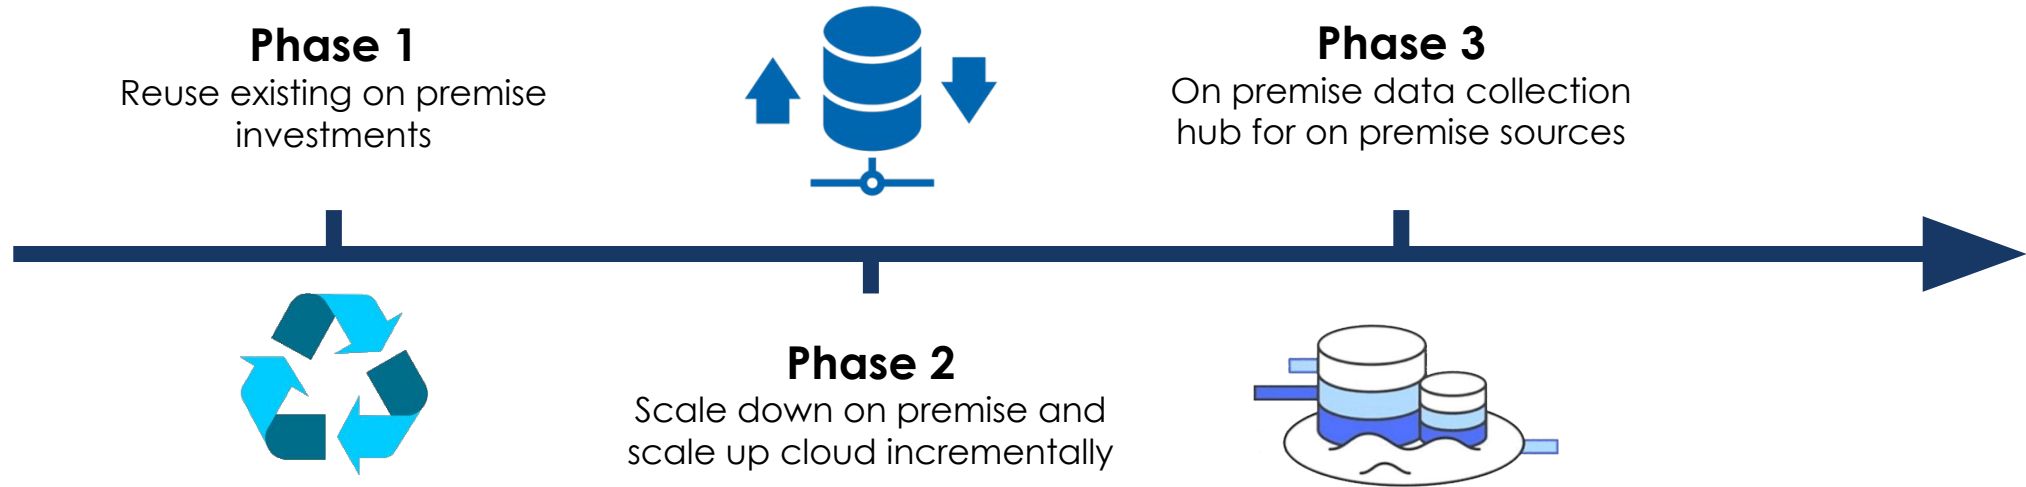 Phase 1
Reuse existing on premise
investments
Phase 2
Scale down on premise and
scale up cloud incrementally
Phase 3
On premise data collection
hub for on premise sources